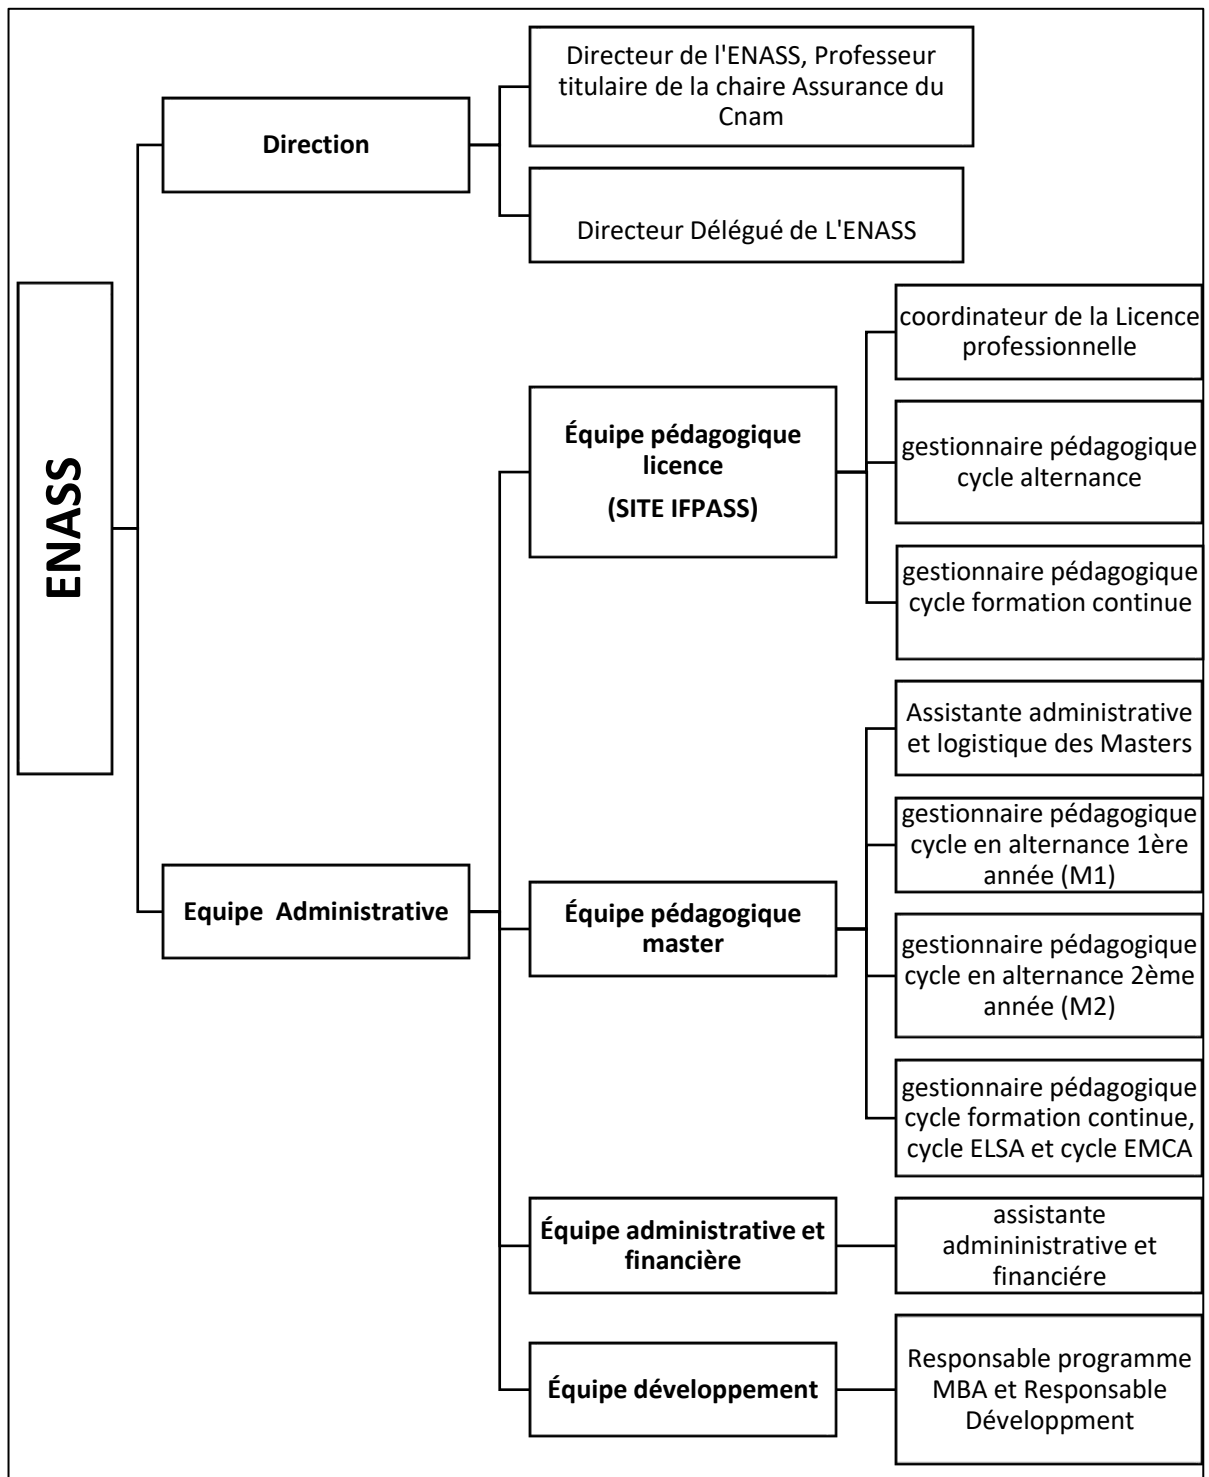 ENASS
Direction
Directeur de l'ENASS, Professeur
titulaire de la chaire Assurance du
Cnam
Directeur Délégué de L'ENASS
Equipe  Administrative
Équipe pédagogique
licence
(SITE IFPASS)
coordinateur de la Licence
professionnelle
gestionnaire pédagogique
cycle alternance
gestionnaire pédagogique
cycle formation continue
Équipe pédagogique
master
Assistante administrative
et logistique des Masters
gestionnaire pédagogique
cycle en alternance 1ère
année (M1)
gestionnaire pédagogique
cycle en alternance 2ème
année (M2)
gestionnaire pédagogique
cycle formation continue,
cycle ELSA et cycle EMCA
Équipe administrative et
financière
assistante
admininistrative et
financiére
Équipe développement
Responsable programme
MBA et Responsable
Développment